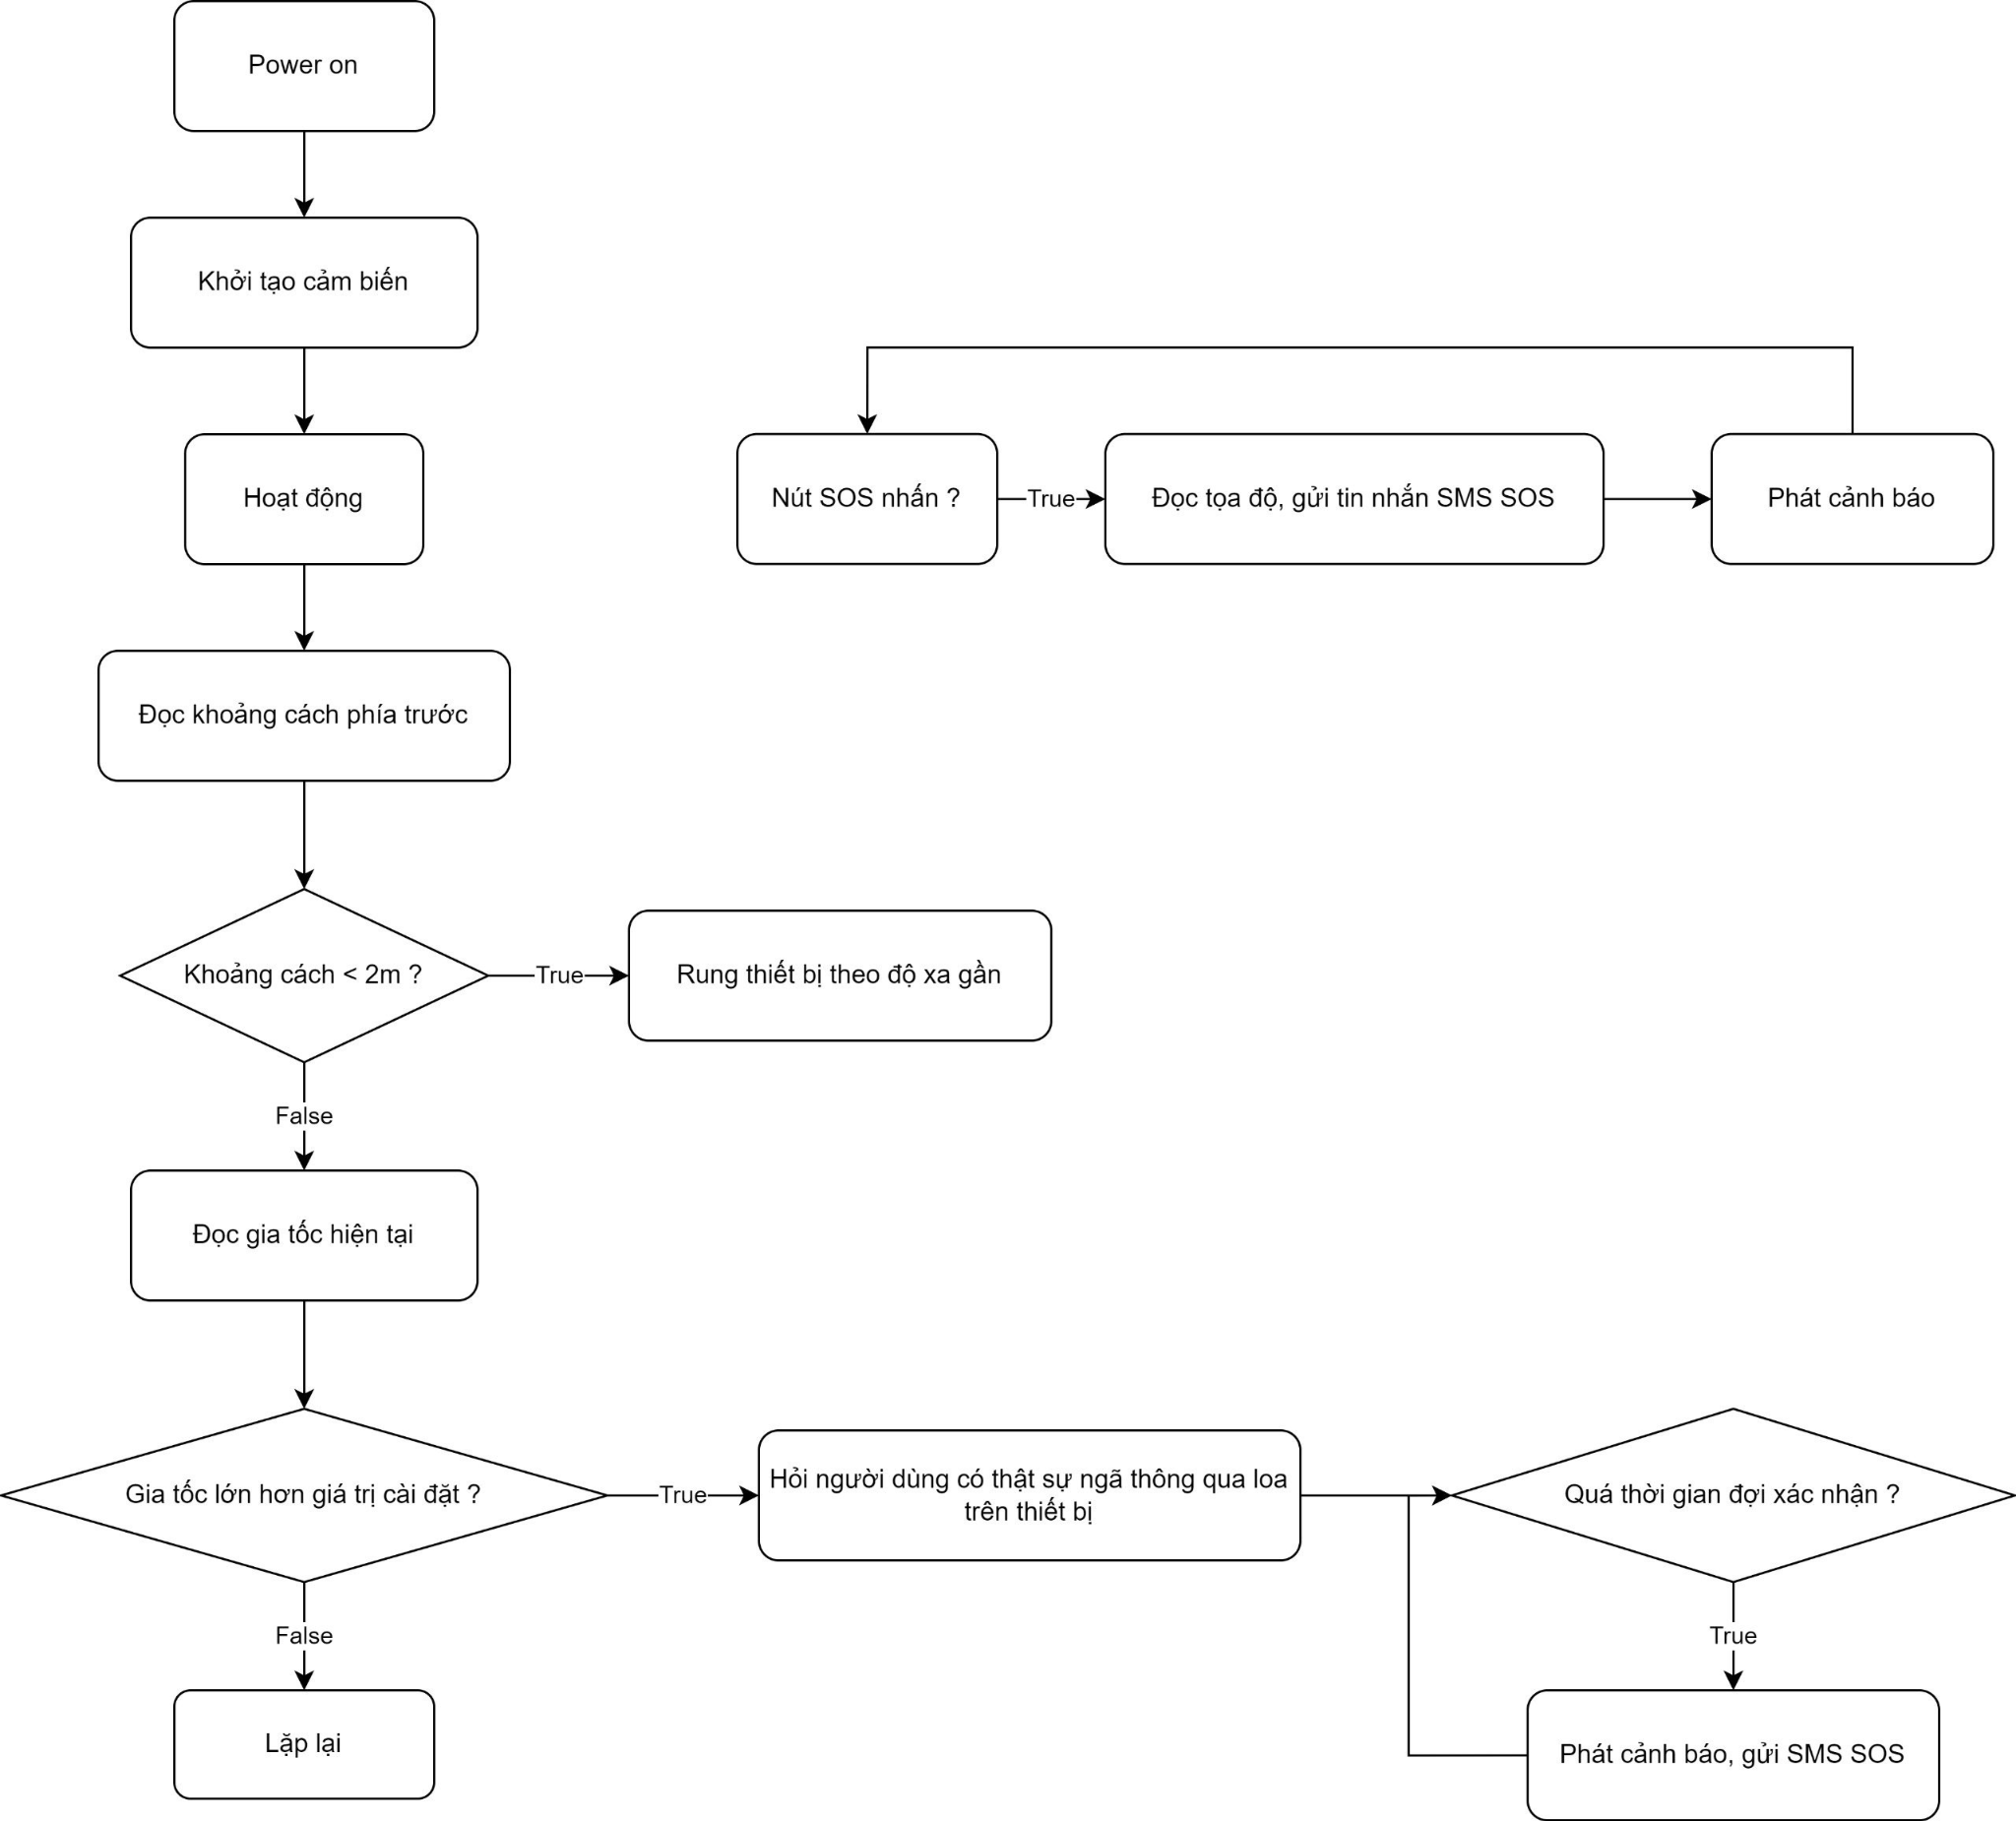 Power on
Khởi tạo cảm biến
Hoạt động
Nút SOS nhấn ?
True
Đọc tọa độ, gửi tin nhắn SMS SOS
Phát cảnh báo
Đọc khoảng cách phía trước
Khoảng cách < 2m ?
True
Rung thiết bị theo độ xa gần
False
Đọc gia tốc hiện tại
Gia tốc lớn hơn giá trị cài đặt ?
True
Hỏi người dùng có thật sự ngã thông qua loa
trên thiết bị
Quá thời gian đợi xác nhận ?
False
True
Lặp lại
Phát cảnh báo, gửi SMS SOS